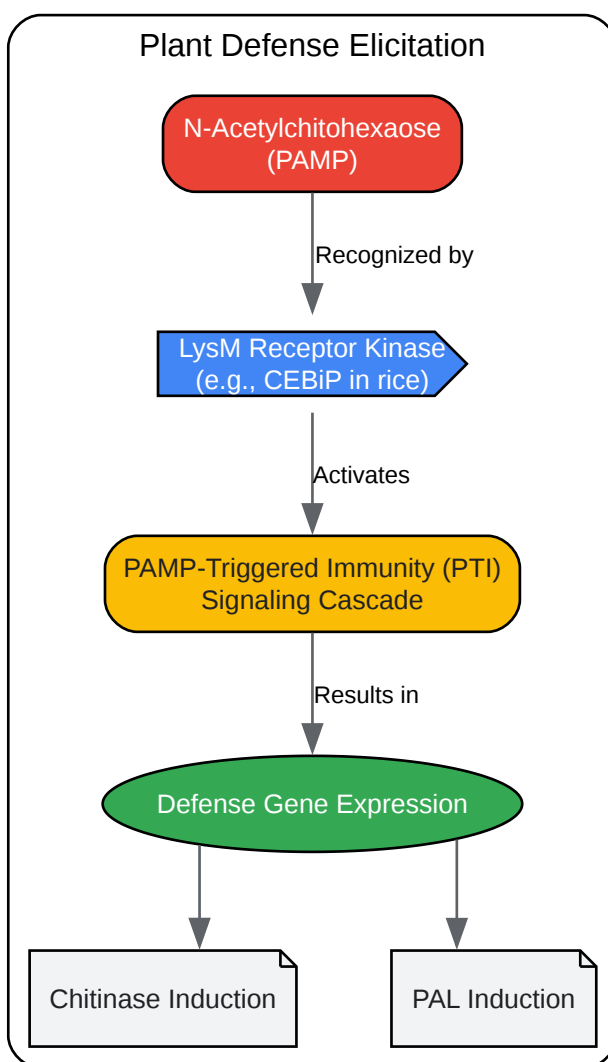 Plant Defense Elicitation
N-Acetylchitohexaose
(PAMP)
Recognized by
LysM Receptor Kinase
(e.g., CEBiP in rice)
Activates
PAMP-Triggered Immunity (PTI)
Signaling Cascade
Results in
Defense Gene Expression
Chitinase Induction
PAL Induction